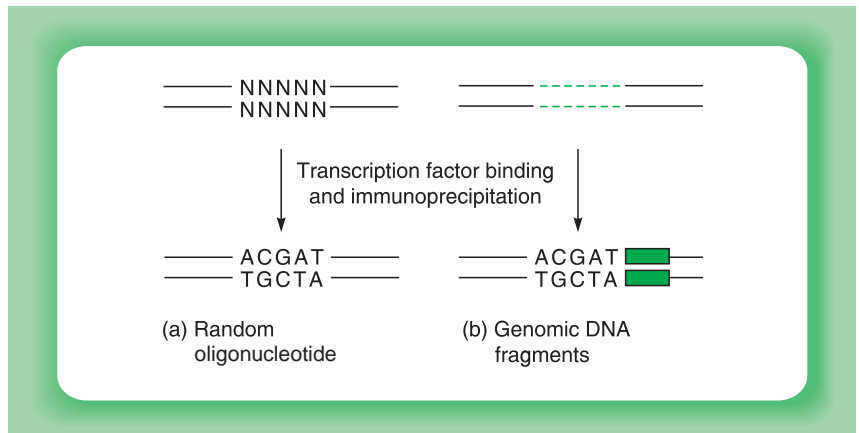 NNNNN
NNNNN
Transcription factor binding
and immunoprecipitation
ACGAT
TGCTA
ACGAT
TGCTA
(a) Random
oligonucleotide
(b) Genomic DNA
fragments